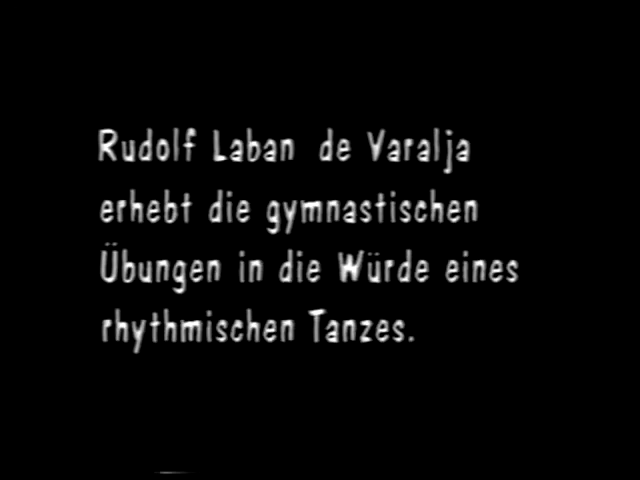 Rudolf Laban de Varalja
erhebt die gymnastischen
Übungen in die Würde eines
rhythmischen Tanzes.